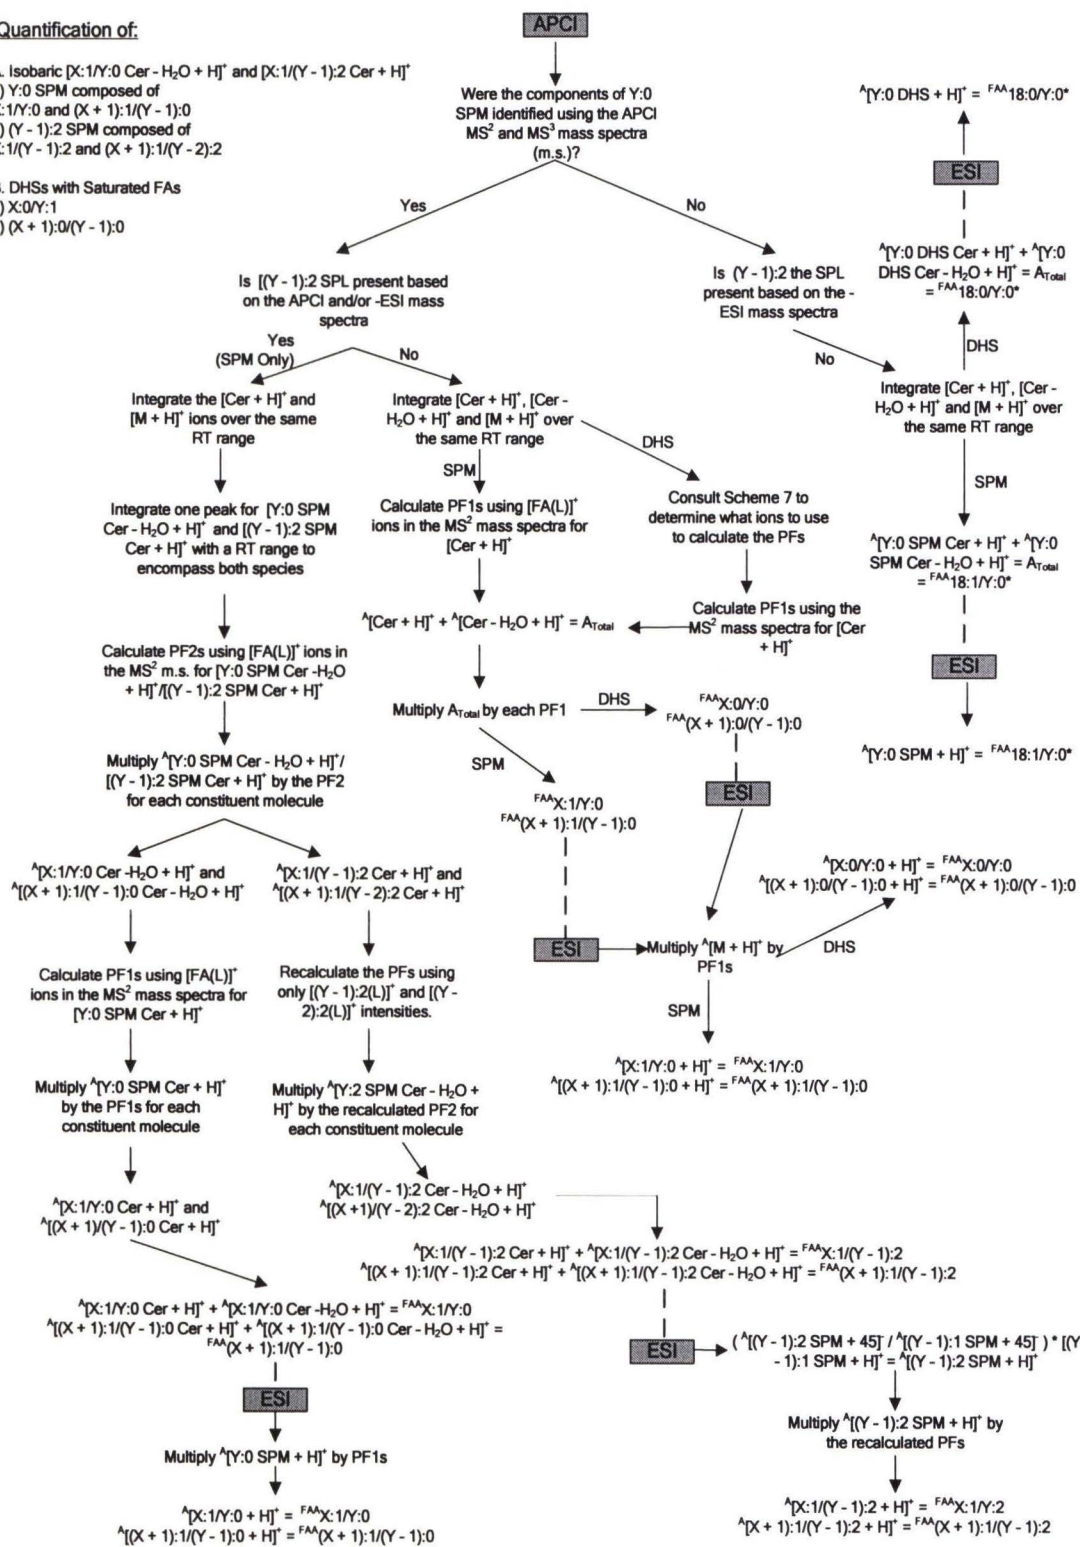 Quantification of:
. Isobaric [X:1/Y:0 Cer - H₂O + H]⁺ and [X:1/(Y - 1):2 Cer + H]⁺
) Y:0 SPM composed of
:1/Y:0 and (X + 1):1/(Y - 1):0
) (Y - 1):2 SPM composed of
:1/(Y - 1):2 and (X + 1):1/(Y - 2):2
. DHSs with Saturated FAs
) X:0/Y:1
) (X + 1):0/(Y - 1):0
APCI
Were the components of Y:0
SPM identified using the APCI
MS² and MS³ mass spectra
(m.s.)?
Yes
No
Is [(Y - 1):2 SPL present based
on the APCI and/or -ESI mass
spectra
Yes
(SPM Only)
No
Is (Y - 1):2 the SPL
present based on the -
ESI mass spectra
No
ᴬ[Y:0 DHS + H]⁺ = ᶠᴬᴬ18:0/Y:0*
ESI
ᴬ[Y:0 DHS Cer + H]⁺ + ᴬ[Y:0
DHS Cer - H₂O + H]⁺ = A_Total
= ᶠᴬᴬ18:0/Y:0*
DHS
Integrate [Cer + H]⁺, [Cer -
H₂O + H]⁺ and [M + H]⁺ over
the same RT range
SPM
ᴬ[Y:0 SPM Cer + H]⁺ + ᴬ[Y:0
SPM Cer - H₂O + H]⁺ = A_Total
= ᶠᴬᴬ18:1/Y:0*
ESI
ᴬ[Y:0 SPM + H]⁺ = ᶠᴬᴬ18:1/Y:0*
Integrate the [Cer + H]⁺ and
[M + H]⁺ ions over the same
RT range
Integrate one peak for [Y:0 SPM
Cer - H₂O + H]⁺ and [(Y - 1):2 SPM
Cer + H]⁺ with a RT range to
encompass both species
Calculate PF2s using [FA(L)]⁺ ions in
the MS² m.s. for [Y:0 SPM Cer -H₂O
+ H]⁺/[(Y - 1):2 SPM Cer + H]⁺
Multiply ᴬ[Y:0 SPM Cer - H₂O + H]⁺/
[(Y - 1):2 SPM Cer + H]⁺ by the PF2
for each constituent molecule
Integrate [Cer + H]⁺, [Cer -
H₂O + H]⁺ and [M + H]⁺ over
the same RT range
SPM
DHS
Calculate PF1s using [FA(L)]⁺
ions in the MS² mass spectra for
[Cer + H]⁺
Consult Scheme 7 to
determine what ions to use
to calculate the PFs
ᴬ[Cer + H]⁺ + ᴬ[Cer - H₂O + H]⁺ = A_Total
Calculate PF1s using the
MS² mass spectra for [Cer
+ H]⁺
Multiply A_Total by each PF1
DHS
ᶠᴬᴬX:0/Y:0
ᶠᴬᴬ(X + 1):0/(Y - 1):0
SPM
ESI
ᶠᴬᴬX:1/Y:0
ᶠᴬᴬ(X + 1):1/(Y - 1):0
ESI
Multiply ᴬ[M + H]⁺ by
PF1s
DHS
ᴬ[X:0/Y:0 + H]⁺ = ᶠᴬᴬX:0/Y:0
ᴬ[(X + 1):0/(Y - 1):0 + H]⁺ = ᶠᴬᴬ(X + 1):0/(Y - 1):0
SPM
ᴬ[X:1/Y:0 + H]⁺ = ᶠᴬᴬX:1/Y:0
ᴬ[(X + 1):1/(Y - 1):0 + H]⁺ = ᶠᴬᴬ(X + 1):1/(Y - 1):0
ᴬ[X:1/Y:0 Cer -H₂O + H]⁺ and
ᴬ[(X + 1):1/(Y - 1):0 Cer - H₂O + H]⁺
Calculate PF1s using [FA(L)]⁺
ions in the MS² mass spectra for
[Y:0 SPM Cer + H]⁺
Multiply ᴬ[Y:0 SPM Cer + H]⁺
by the PF1s for each
constituent molecule
ᴬ[X:1/Y:0 Cer + H]⁺ and
ᴬ[(X + 1)/(Y - 1):0 Cer + H]⁺
ᴬ[X:1/Y:0 Cer + H]⁺ + ᴬ[X:1/Y:0 Cer -H₂O + H]⁺ = ᶠᴬᴬX:1/Y:0
ᴬ[(X + 1):1/(Y - 1):0 Cer + H]⁺ + ᴬ[(X + 1):1/(Y - 1):0 Cer - H₂O + H]⁺ =
ᶠᴬᴬ(X + 1):1/(Y - 1):0
ESI
Multiply ᴬ[Y:0 SPM + H]⁺ by PF1s
ᴬ[X:1/Y:0 + H]⁺ = ᶠᴬᴬX:1/Y:0
ᴬ[(X + 1):1/(Y - 1):0 + H]⁺ = ᶠᴬᴬ(X + 1):1/(Y - 1):0
ᴬ[X:1/(Y - 1):2 Cer + H]⁺ and
ᴬ[(X + 1):1/(Y - 2):2 Cer + H]⁺
Recalculate the PFs using
only [(Y - 1):2(L)]⁺ and [(Y -
2):2(L)]⁺ intensities.
Multiply ᴬ[Y:2 SPM Cer - H₂O +
H]⁺ by the recalculated PF2 for
each constituent molecule
ᴬ[X:1/(Y - 1):2 Cer - H₂O + H]⁺
ᴬ[(X +1)/(Y - 2):2 Cer - H₂O + H]⁺
ᴬ[X:1/(Y - 1):2 Cer + H]⁺ + ᴬ[X:1/(Y - 1):2 Cer - H₂O + H]⁺ = ᶠᴬᴬX:1/(Y - 1):2
ᴬ[(X + 1):1/(Y - 1):2 Cer + H]⁺ + ᴬ[(X + 1):1/(Y - 1):2 Cer - H₂O + H]⁺ = ᶠᴬᴬ(X + 1):1/(Y - 1):2
ESI
( ᴬ[(Y - 1):2 SPM + 45]⁻ / ᴬ[(Y - 1):1 SPM + 45]⁻ ) * [(Y
- 1):1 SPM + H]⁺ = ᴬ[(Y - 1):2 SPM + H]⁺
Multiply ᴬ[(Y - 1):2 SPM + H]⁺ by
the recalculated PFs
ᴬ[X:1/(Y - 1):2 + H]⁺ = ᶠᴬᴬX:1/Y:2
ᴬ[X + 1):1/(Y - 1):2 + H]⁺ = ᶠᴬᴬ(X + 1):1/(Y - 1):2